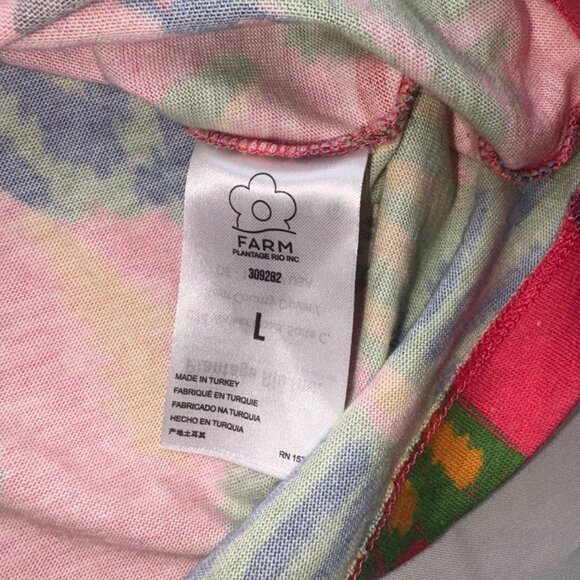 FARM
PLANTAGE RIO INC
309282
L
MADE IN TURKEY
FABRIQUÉ EN TURQUIE
FABRICADO NA TURQUIA
HECHO EN TURQUIA
产地土耳其
RN